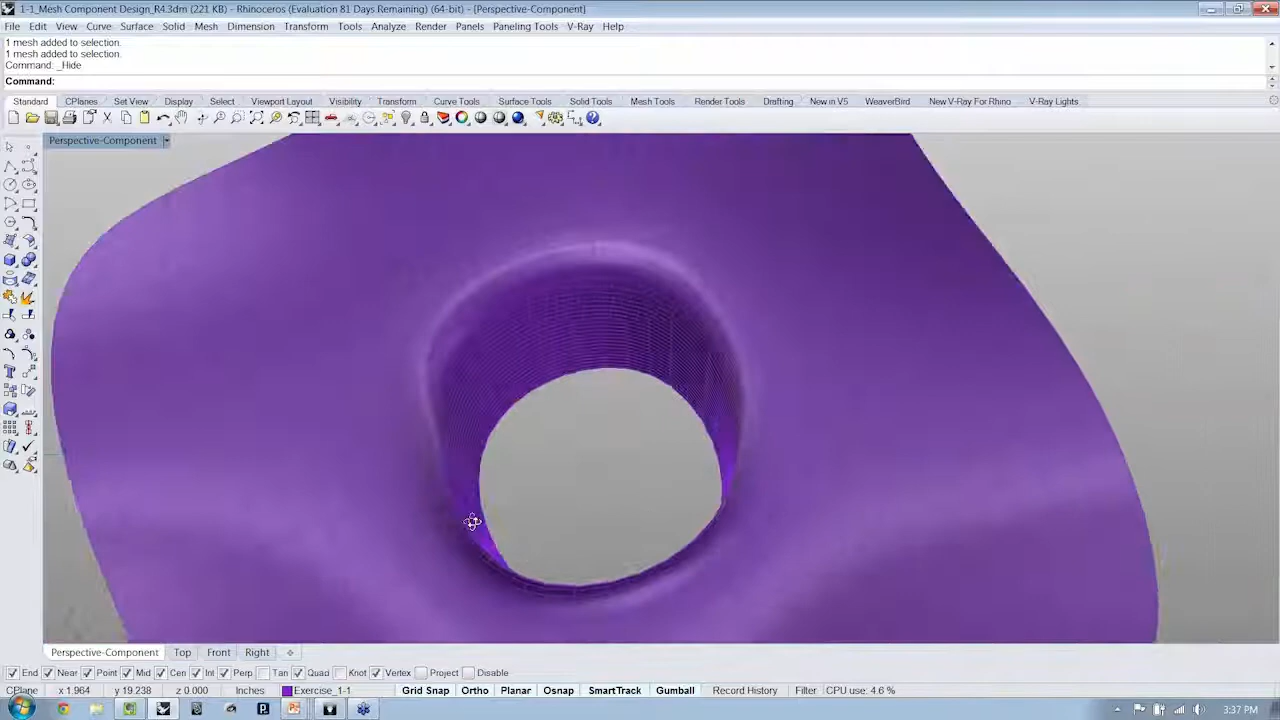 1-1_Mesh Component Design_R4.3dm (221 KB) - Rhinoceros (Evaluation 81 Days Remaining) (64-bit) - [Perspective-Component]
File Edit View Curve Surface Solid Mesh Dimension Transform Tools Analyze Render Panels Paneling Tools V-Ray Help
1 mesh added to selection.
1 mesh added to selection.
Command: _Hide
Command:
Standard CPlanes Set View Display Select Viewport Layout Visibility Transform Curve Tools Surface Tools Solid Tools Mesh Tools Render Tools Drafting New in V5 WeaverBird New V-Ray For Rhino V-Ray Lights
Perspective-Component
Perspective-Component Top Front Right
End Near Point Mid Cen Int Perp Tan Quad Knot Vertex Project Disable
CPlane x 1.964 y 19.238 z 0.000 Inches Exercise_1-1 Grid Snap Ortho Planar Osnap SmartTrack Gumball Record History Filter CPU use: 4.6 %
3:37 PM